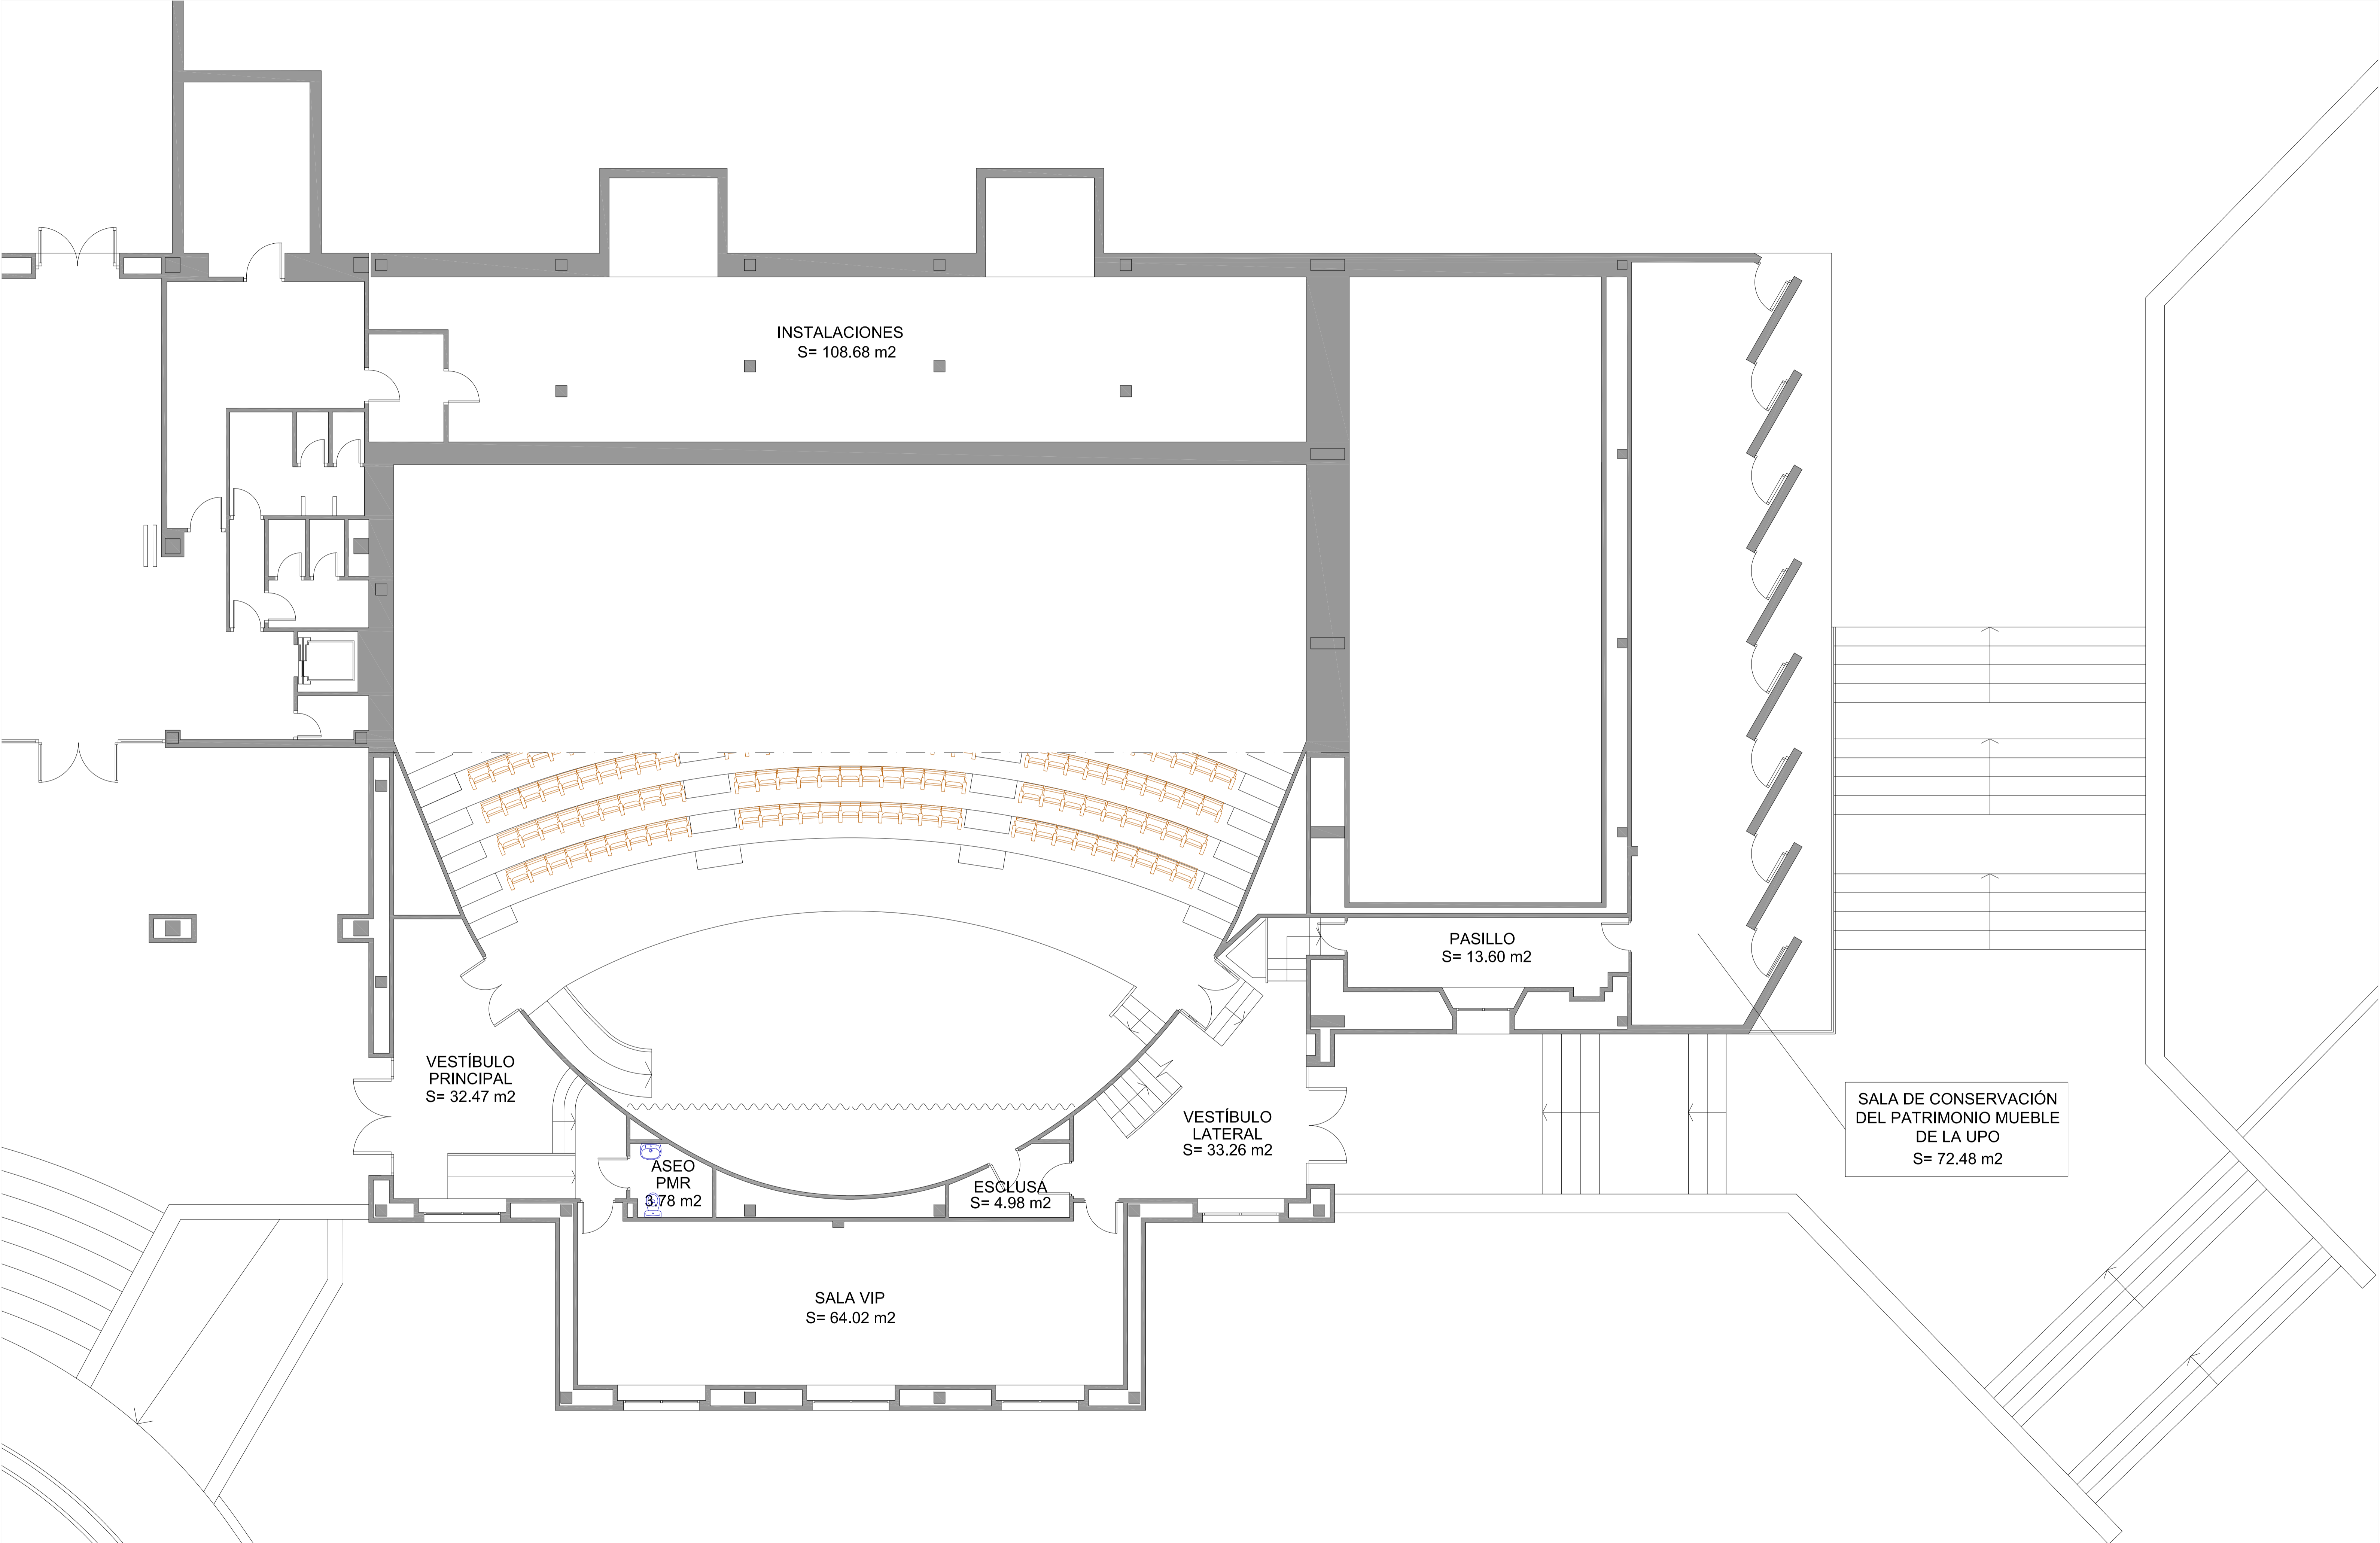 INSTALACIONES
S= 108.68 m2
PASILLO
S= 13.60 m2
VESTÍBULO
PRINCIPAL
S= 32.47 m2
VESTÍBULO
LATERAL
S= 33.26 m2
SALA DE CONSERVACIÓN
DEL PATRIMONIO MUEBLE
DE LA UPO
S= 72.48 m2
ASEO
PMR
3.78 m2
ESCLUSA
S= 4.98 m2
SALA VIP
S= 64.02 m2